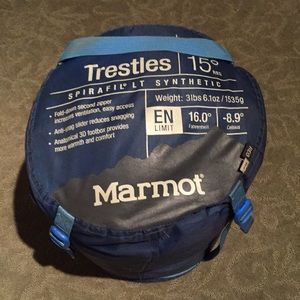 Trestles 15°
REG
SPIRAFIL® LT SYNTHETIC
Weight: 3lbs 6.1oz / 1535g
• Fold-down second zipper
increases ventilation, easy access
• Anti-snag slider reduces snagging
• Anatomical 3D footbox provides
more warmth and comfort
EN
LIMIT
16.0°
Fahrenheit
-8.9°
Celsius
Marmot